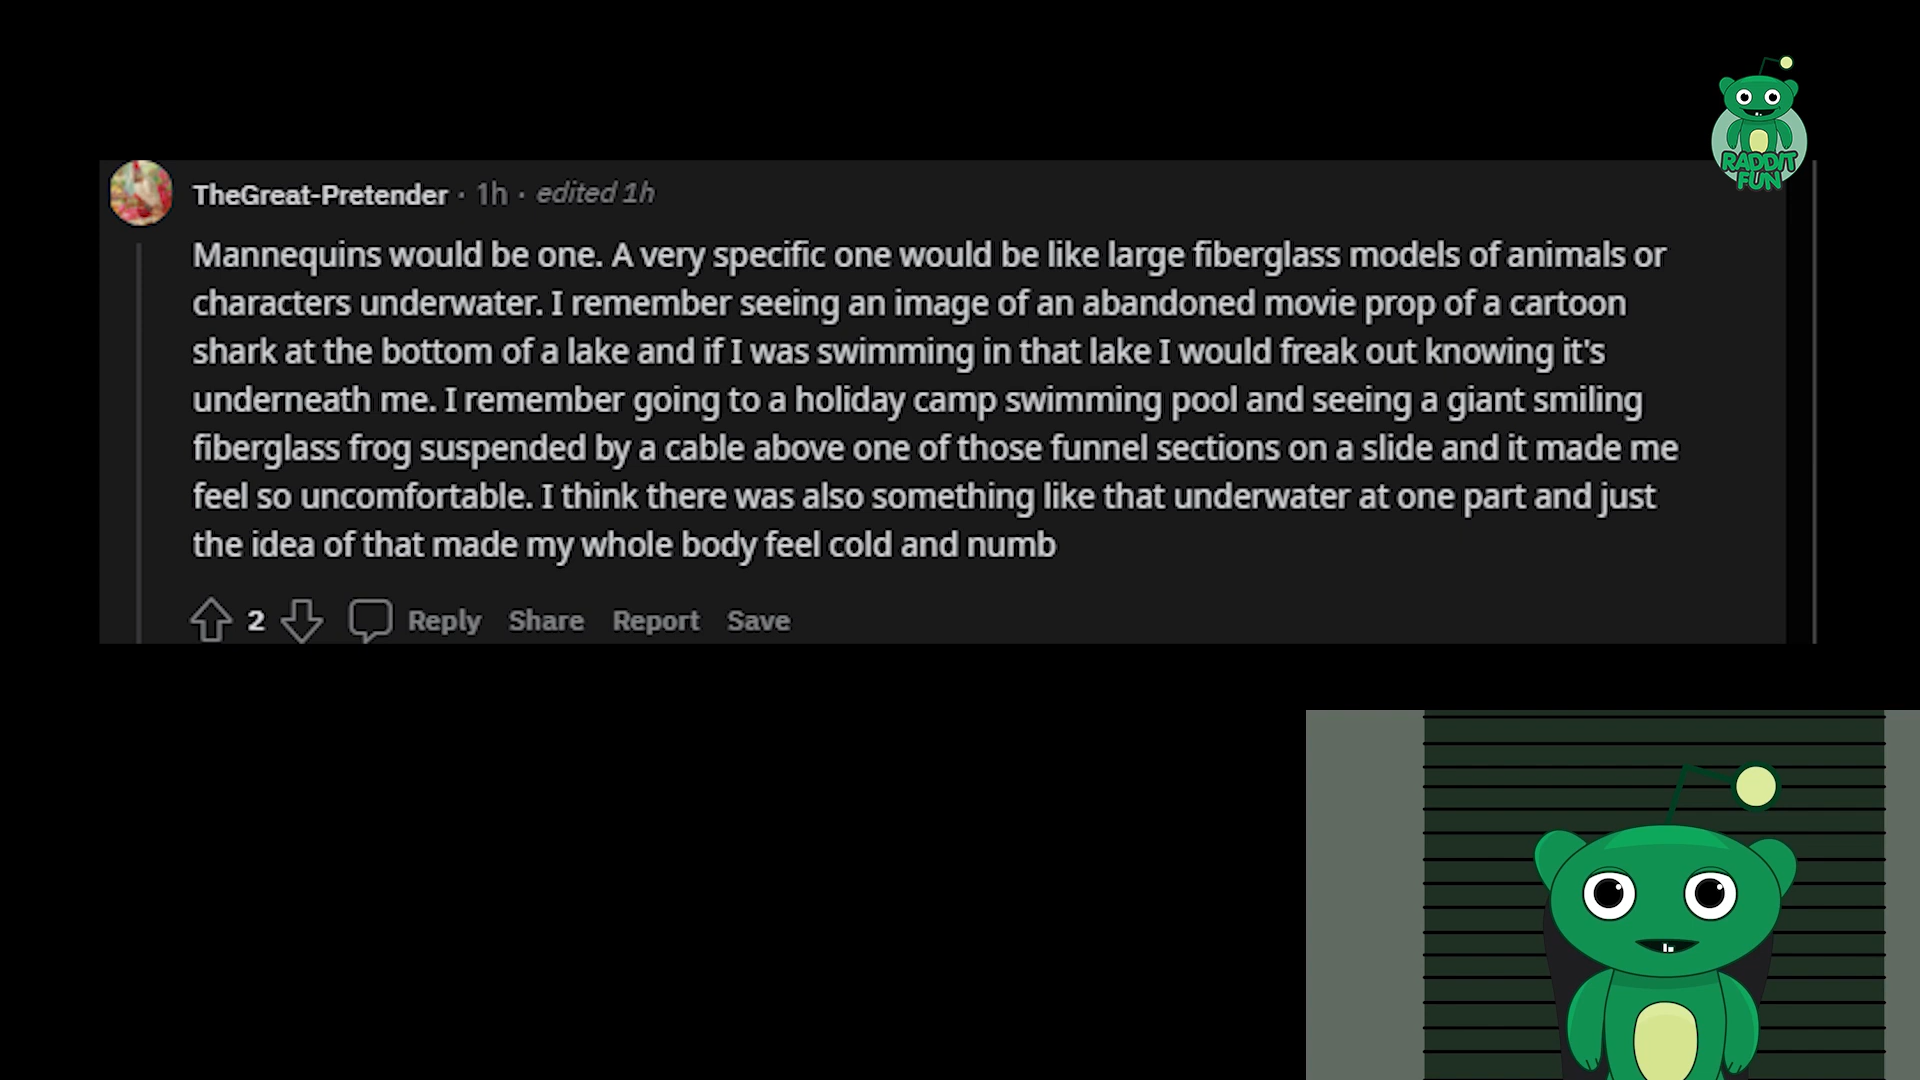 RADDIT
FUN
TheGreat-Pretender · 1h · edited 1h
Mannequins would be one. A very specific one would be like large fiberglass models of animals or
characters underwater. I remember seeing an image of an abandoned movie prop of a cartoon
shark at the bottom of a lake and if I was swimming in that lake I would freak out knowing it's
underneath me. I remember going to a holiday camp swimming pool and seeing a giant smiling
fiberglass frog suspended by a cable above one of those funnel sections on a slide and it made me
feel so uncomfortable. I think there was also something like that underwater at one part and just
the idea of that made my whole body feel cold and numb
2 Reply Share Report Save